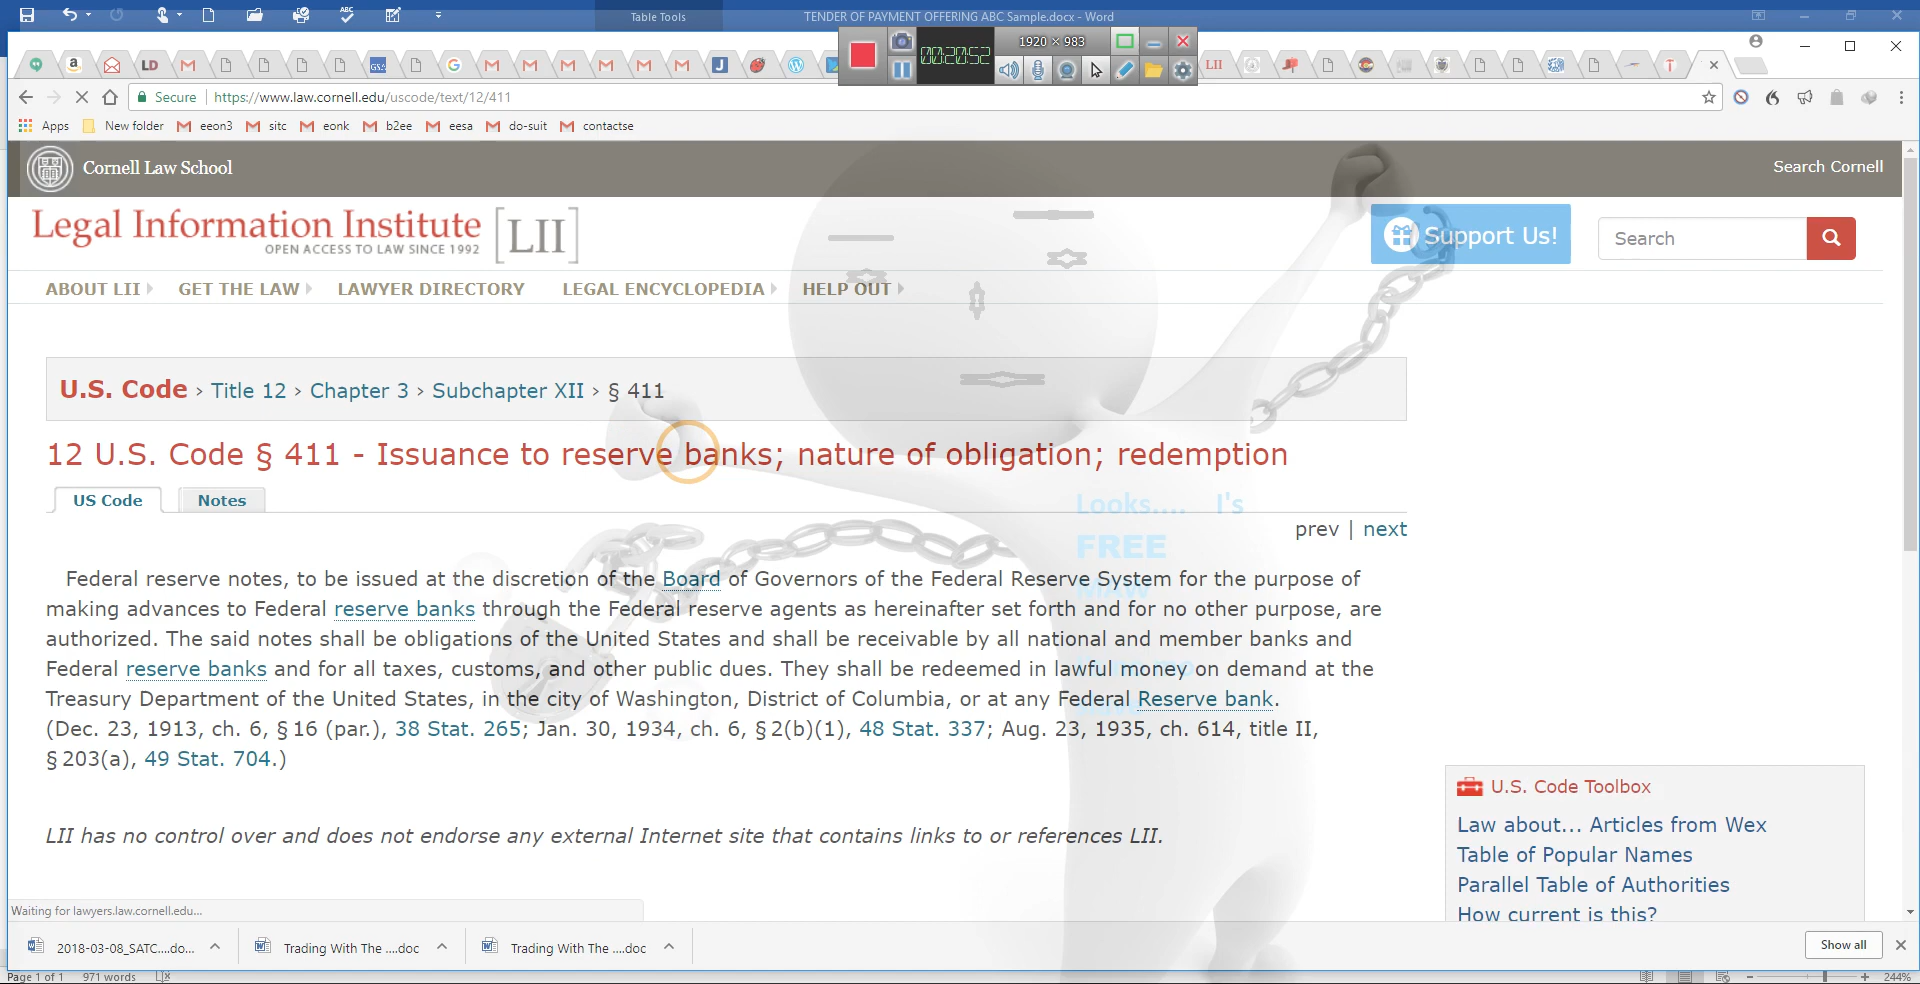 Table Tools
TENDER OF PAYMENT OFFERING ABC Sample.docx - Word
1920 × 983
00:20:52
LD
GSA
LII
Secure
https://www.law.cornell.edu/uscode/text/12/411
Apps New folder eeon3 sitc eonk b2ee eesa do-suit contactse
Cornell Law School
Search Cornell
Legal Information Institute [LII]
OPEN ACCESS TO LAW SINCE 1992
Support Us!
Search
ABOUT LII GET THE LAW LAWYER DIRECTORY LEGAL ENCYCLOPEDIA HELP OUT
U.S. Code › Title 12 › Chapter 3 › Subchapter XII › § 411
12 U.S. Code § 411 - Issuance to reserve banks; nature of obligation; redemption
US Code Notes
Looks.... I's
FREE
MAW
prev | next
Federal reserve notes, to be issued at the discretion of the Board of Governors of the Federal Reserve System for the purpose of
making advances to Federal reserve banks through the Federal reserve agents as hereinafter set forth and for no other purpose, are
authorized. The said notes shall be obligations of the United States and shall be receivable by all national and member banks and
Federal reserve banks and for all taxes, customs, and other public dues. They shall be redeemed in lawful money on demand at the
Treasury Department of the United States, in the city of Washington, District of Columbia, or at any Federal Reserve bank.
(Dec. 23, 1913, ch. 6, § 16 (par.), 38 Stat. 265; Jan. 30, 1934, ch. 6, § 2(b)(1), 48 Stat. 337; Aug. 23, 1935, ch. 614, title II,
§ 203(a), 49 Stat. 704.)
LII has no control over and does not endorse any external Internet site that contains links to or references LII.
U.S. Code Toolbox
Law about... Articles from Wex
Table of Popular Names
Parallel Table of Authorities
How current is this?
Waiting for lawyers.law.cornell.edu...
2018-03-08_SATC....do...
Trading With The ....doc
Trading With The ....doc
Show all
Page 1 of 1 971 words
244%